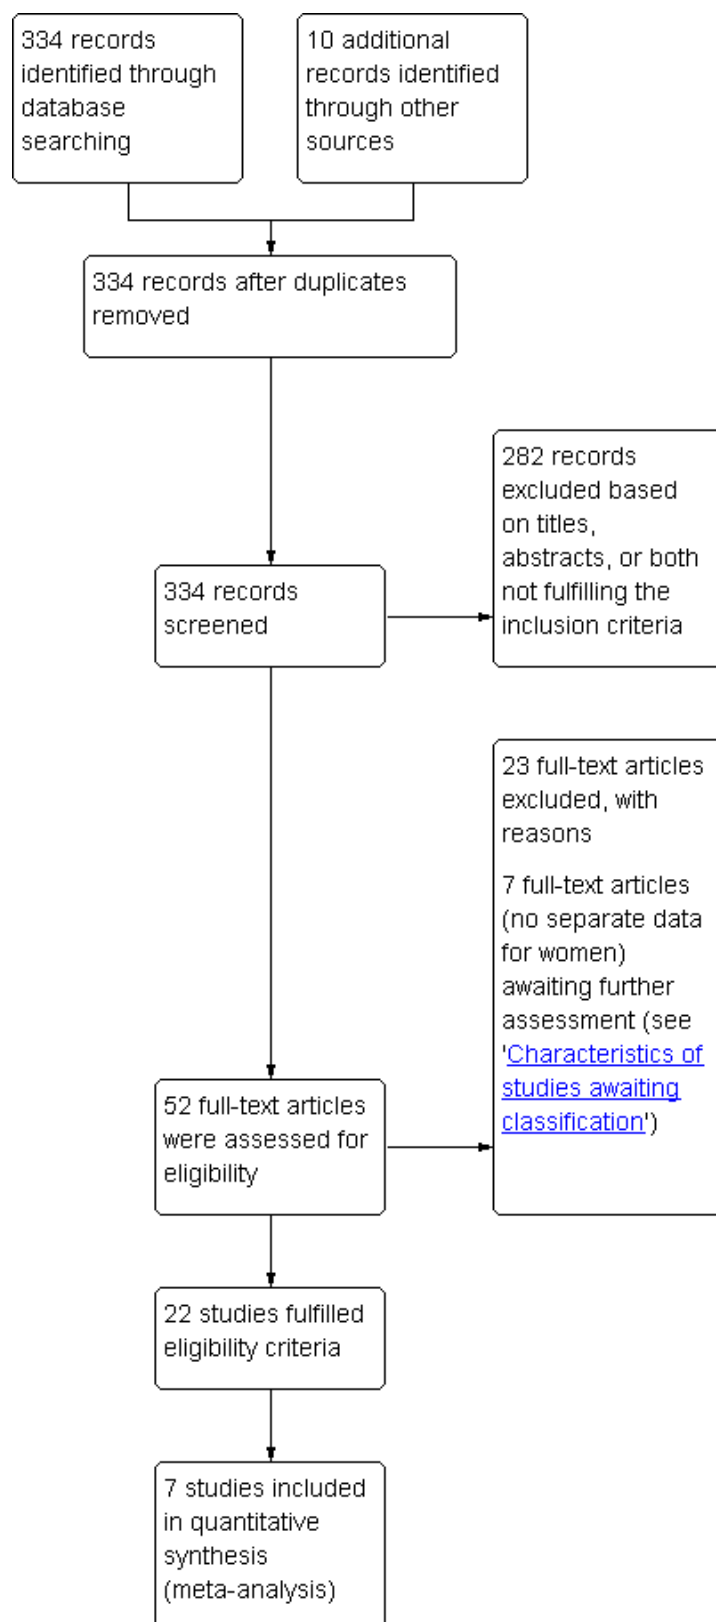 334 records
identified through
database
searching
10 additional
records identified
through other
sources
334 records after duplicates
removed
282 records
excluded based
on titles,
abstracts, or both
not fulfilling the
inclusion criteria
334 records
screened
23 full-text articles
excluded, with
reasons
7 full-text articles
(no separate data
for women)
awaiting further
assessment (see
'Characteristics of
studies awaiting
classification')
52 full-text articles
were assessed for
eligibility
22 studies fulfilled
eligibility criteria
7 studies included
in quantitative
synthesis
(meta-analysis)